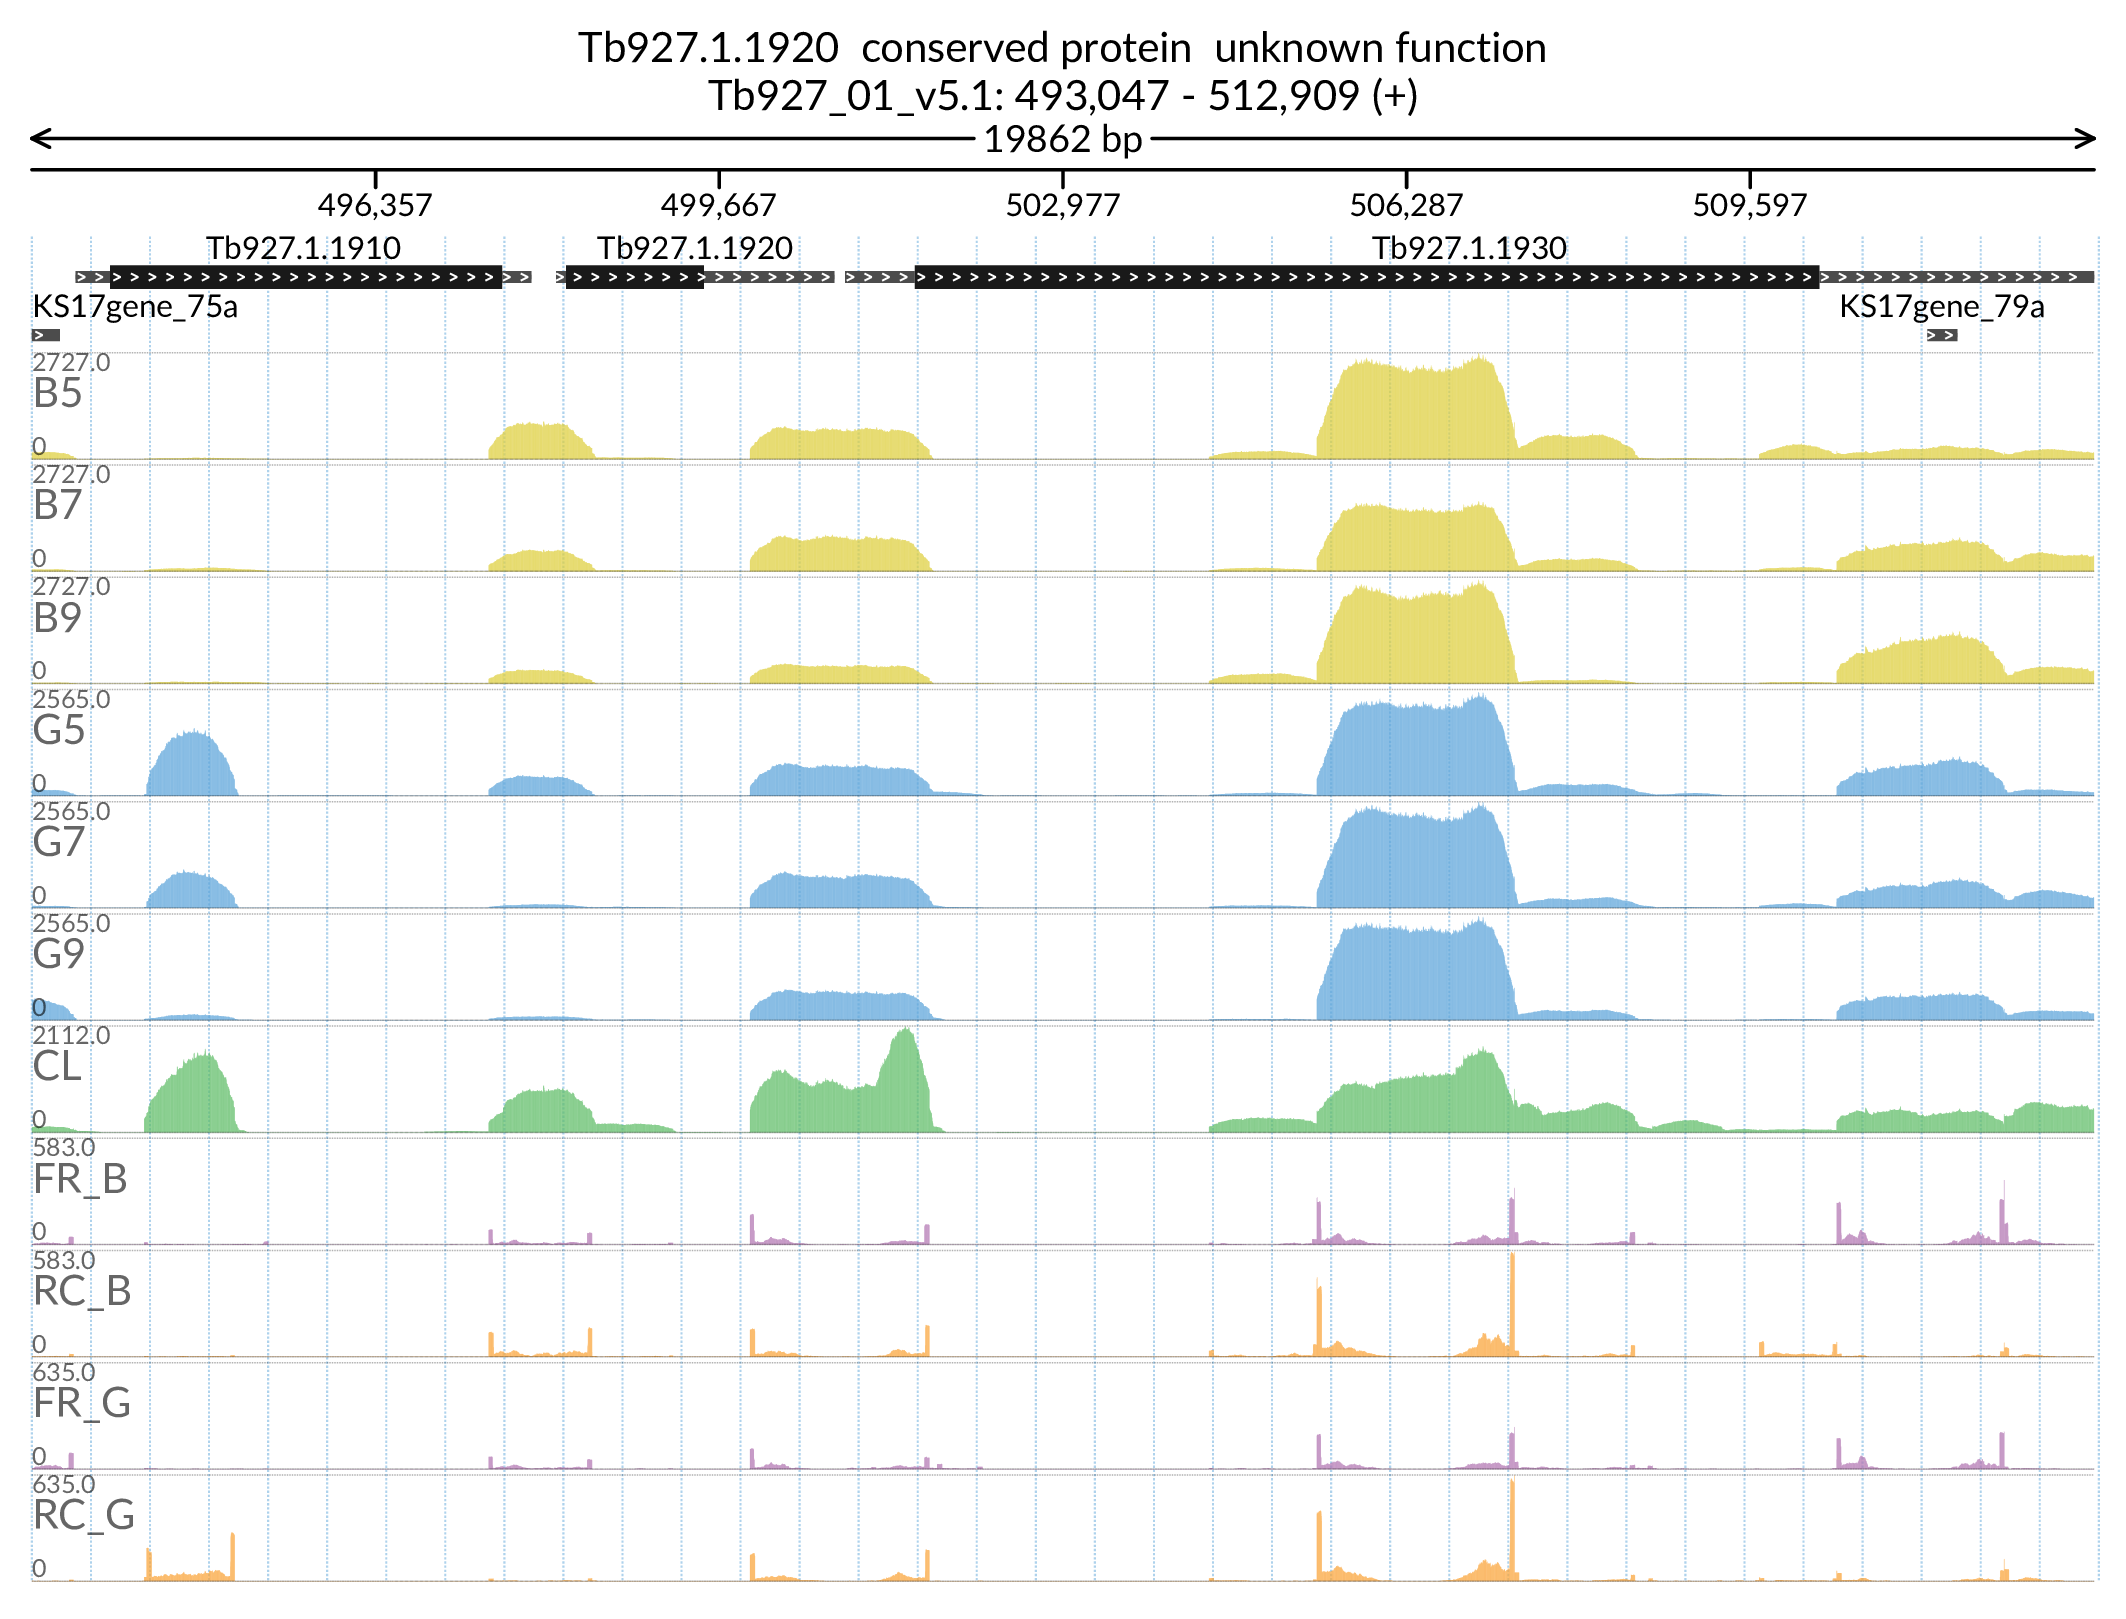 Tb927.1.1920  conserved protein  unknown function
Tb927_01_v5.1: 493,047 - 512,909 (+)
19862 bp
496,357 499,667 502,977 506,287 509,597
Tb927.1.1910 Tb927.1.1920 Tb927.1.1930
KS17gene_75a KS17gene_79a
2727.0
B5
0
2727.0
B7
0
2727.0
B9
0
2565.0
G5
0
2565.0
G7
0
2565.0
G9
0
21112.0
CL
0
583.0
FR_B
0
583.0
RC_B
0
635.0
FR_G
0
635.0
RC_G
0